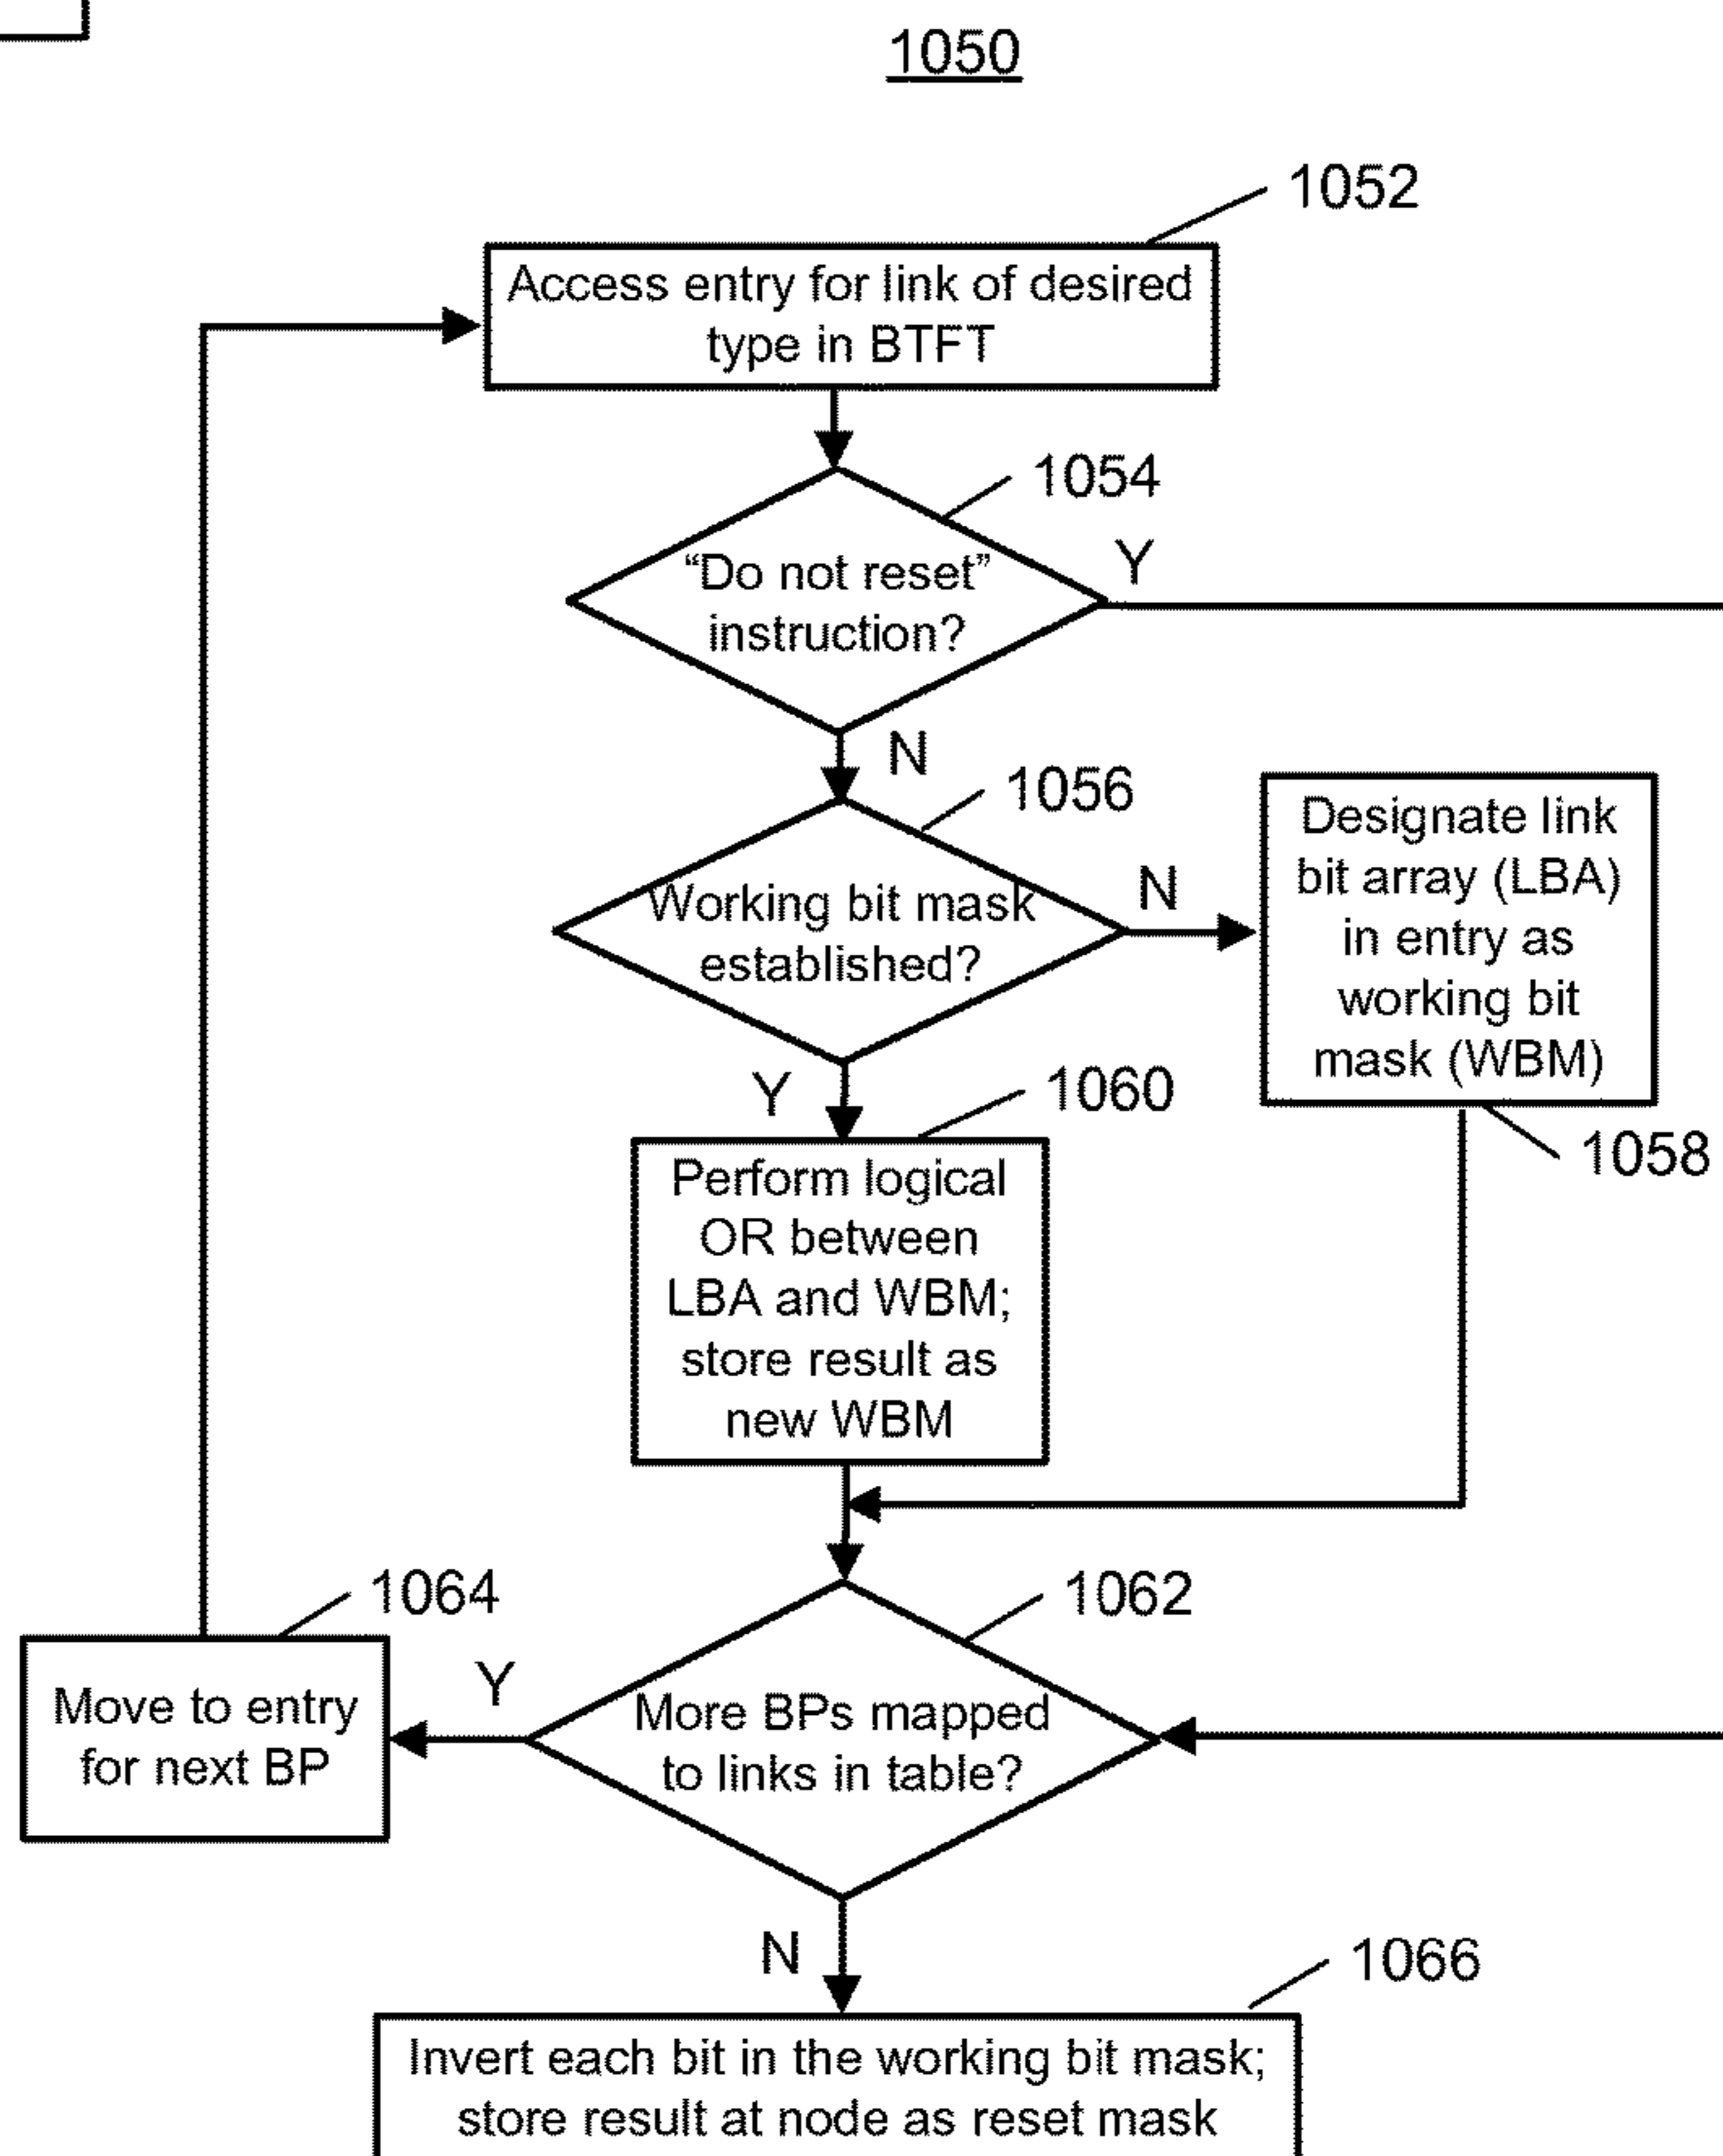 1050
1052
Access entry for link of desired
type in BTFT
1054
“Do not reset”
instruction?
Y
N
1056
Working bit mask
established?
N
Designate link
bit array (LBA)
in entry as
working bit
mask (WBM)
1058
Y
1060
Perform logical
OR between
LBA and WBM;
store result as
new WBM
1064
1062
Move to entry
for next BP
Y
More BPs mapped
to links in table?
N
1066
Invert each bit in the working bit mask;
store result at node as reset mask